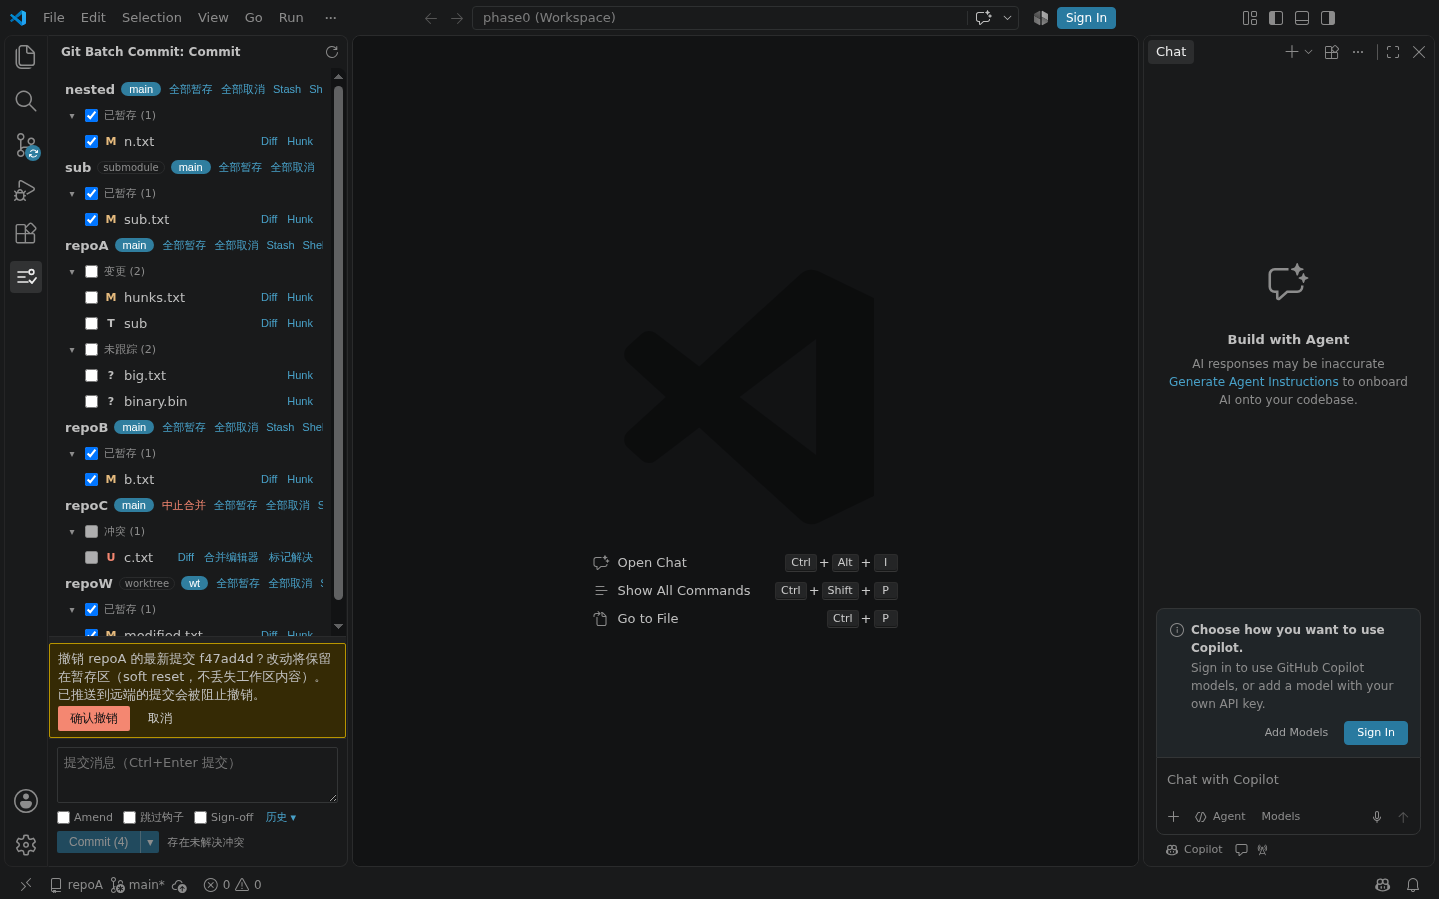 File Edit Selection View Go Run ···
phase0 (Workspace)
Sign In
Git Batch Commit: Commit
nested main 全部暂存 全部取消 Stash Sh
已暂存 (1)
M n.txt Diff Hunk
sub submodule main 全部暂存 全部取消
已暂存 (1)
M sub.txt Diff Hunk
repoA main 全部暂存 全部取消 Stash She
变更 (2)
M hunks.txt Diff Hunk
T sub Diff Hunk
未跟踪 (2)
? big.txt Hunk
? binary.bin Hunk
repoB main 全部暂存 全部取消 Stash She
已暂存 (1)
M b.txt Diff Hunk
repoC main 中止合并 全部暂存 全部取消 S
冲突 (1)
U c.txt Diff 合并编辑器 标记解决
repoW worktree wt 全部暂存 全部取消 S
已暂存 (1)
M modified.txt Diff Hunk
撤销 repoA 的最新提交 f47ad4d？改动将保留
在暂存区（soft reset，不丢失工作区内容）。
已推送到远端的提交会被阻止撤销。
确认撤销 取消
提交消息（Ctrl+Enter 提交）
Amend 跳过钩子 Sign-off 历史 ▾
Commit (4) ▾ 存在未解决冲突
Open Chat Ctrl + Alt + I
Show All Commands Ctrl + Shift + P
Go to File Ctrl + P
Chat
Build with Agent
AI responses may be inaccurate
Generate Agent Instructions to onboard
AI onto your codebase.
Choose how you want to use
Copilot.
Sign in to use GitHub Copilot
models, or add a model with your
own API key.
Add Models Sign In
Chat with Copilot
Agent Models
Copilot
repoA main* 0 0